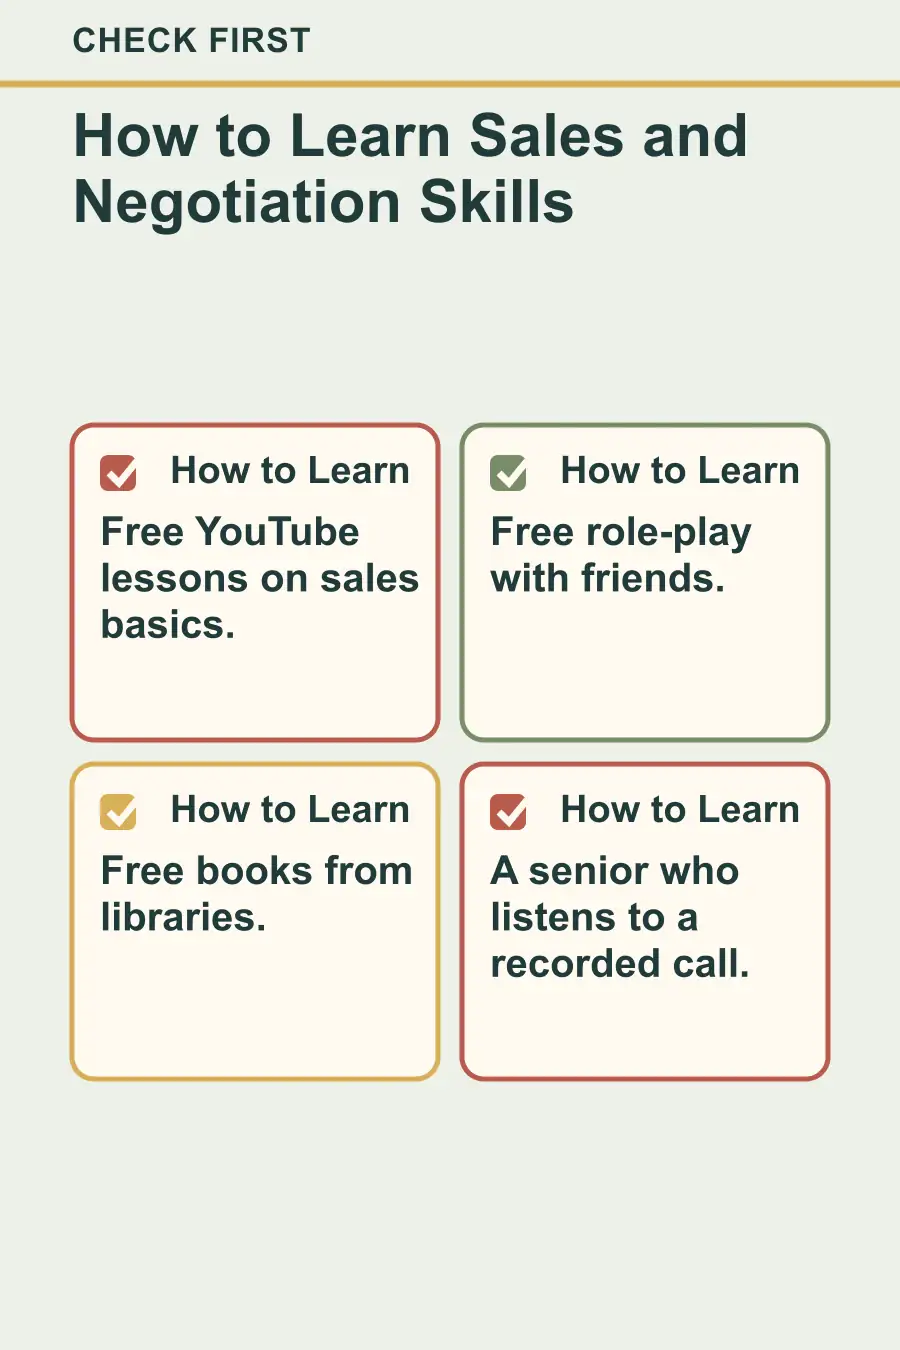 CHECK FIRST
How to Learn Sales and
Negotiation Skills
How to Learn
Free YouTube
lessons on sales
basics.
How to Learn
Free role-play
with friends.
How to Learn
Free books from
libraries.
How to Learn
A senior who
listens to a
recorded call.